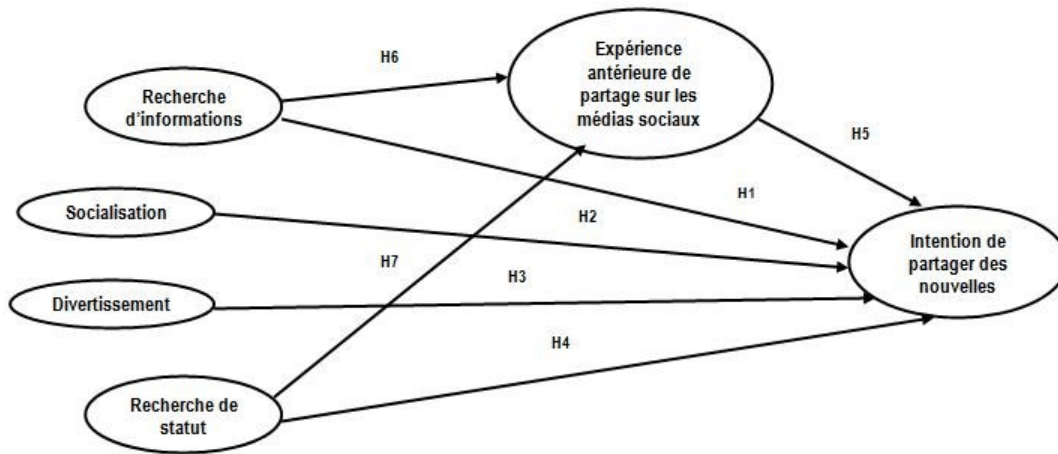 Expérience
antérieure de
partage sur les
médias sociaux
H6
Recherche
d'informations
H5
H1
Socialisation
H2
Intention de
partager des
nouvelles
H7
H3
Divertissement
H4
Recherche de
statut